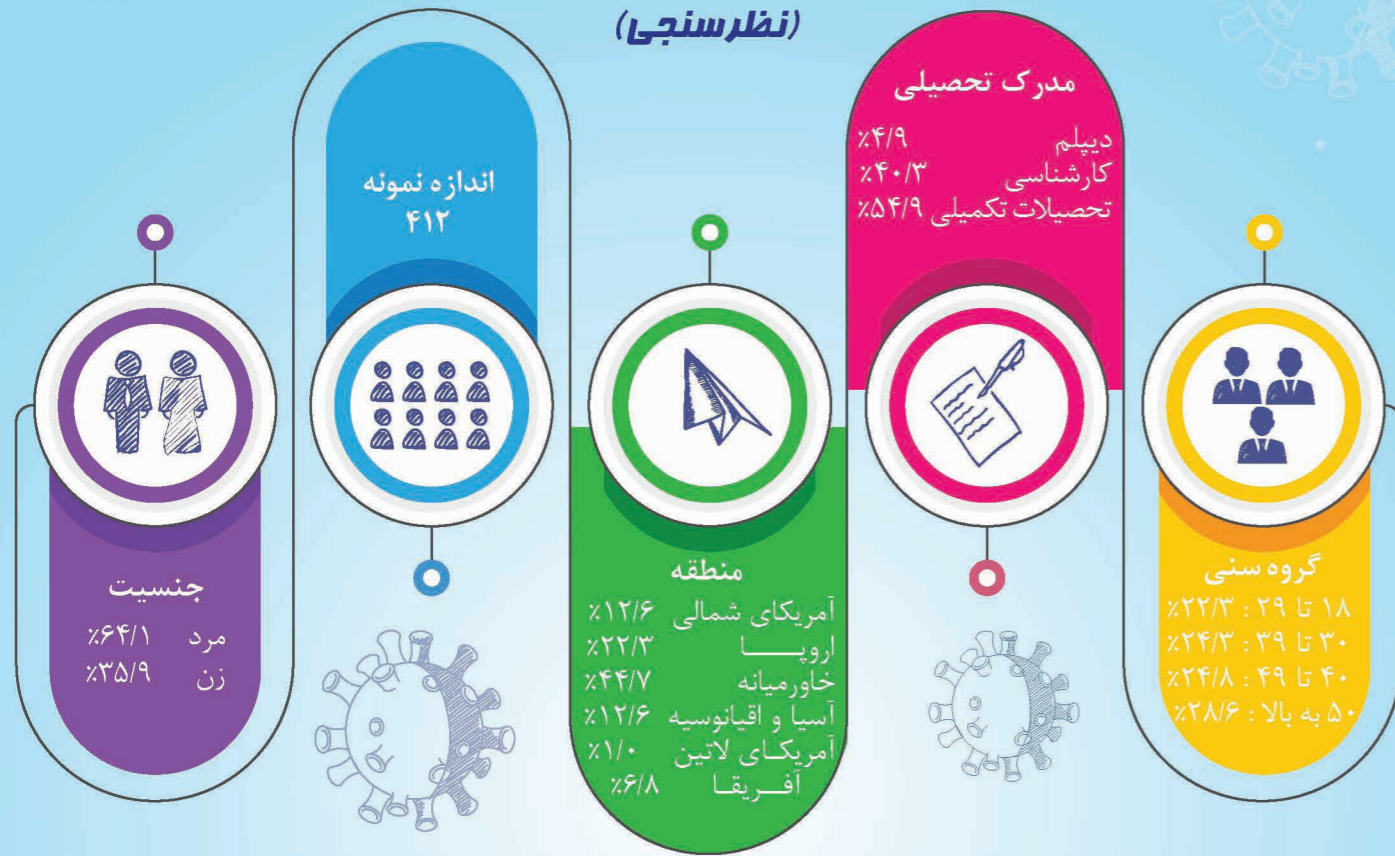 (نظرسنجی)
مدرک تحصیلی
دیپلم ٪۴/۹
کارشناسی ٪۴۰/۳
تحصیلات تکمیلی ٪۵۴/۹
اندازه نمونه
۴۱۲
گروه سنی
۱۸ تا ۲۹ : ٪۲۲/۳
۳۰ تا ۳۹ : ٪۲۴/۳
۴۰ تا ۴۹ : ٪۲۴/۸
۵۰ به بالا : ٪۲۸/۶
منطقه
آمریکای شمالی ٪۱۲/۶
اروپــــــا ٪۲۲/۳
خاورمیانه ٪۴۴/۷
آسیا و اقیانوسیه ٪۱۲/۶
آمریکـای لاتین ٪۱/۰
آفـــریقـا ٪۶/۸
جنسیت
مرد ٪۶۴/۱
زن ٪۳۵/۹